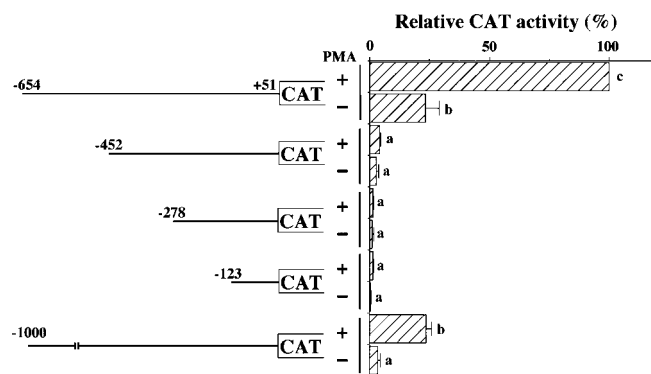 Relative CAT activity (%)
PMA 0 50 100
-654 +51 CAT + c
− b
-452 CAT + a
− a
-278 CAT + a
− a
-123 CAT + a
− a
-1000 CAT + b
− a